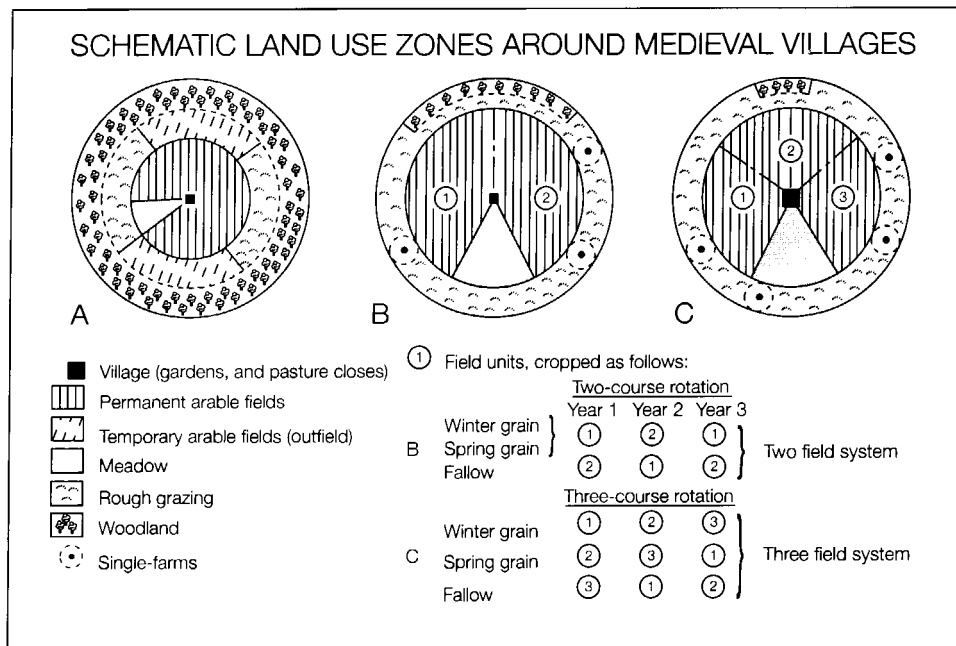 SCHEMATIC LAND USE ZONES AROUND MEDIEVAL VILLAGES
A
B
1
2
C
1
2
3
Village (gardens, and pasture closes)
Permanent arable fields
Temporary arable fields (outfield)
Meadow
Rough grazing
Woodland
Single-farms
1 Field units, cropped as follows:
Two-course rotation
Year 1 Year 2 Year 3
B
Winter grain 1 2 1
Spring grain
Fallow 2 1 2
Two field system
Three-course rotation
C
Winter grain 1 2 3
Spring grain 2 3 1
Fallow 3 1 2
Three field system